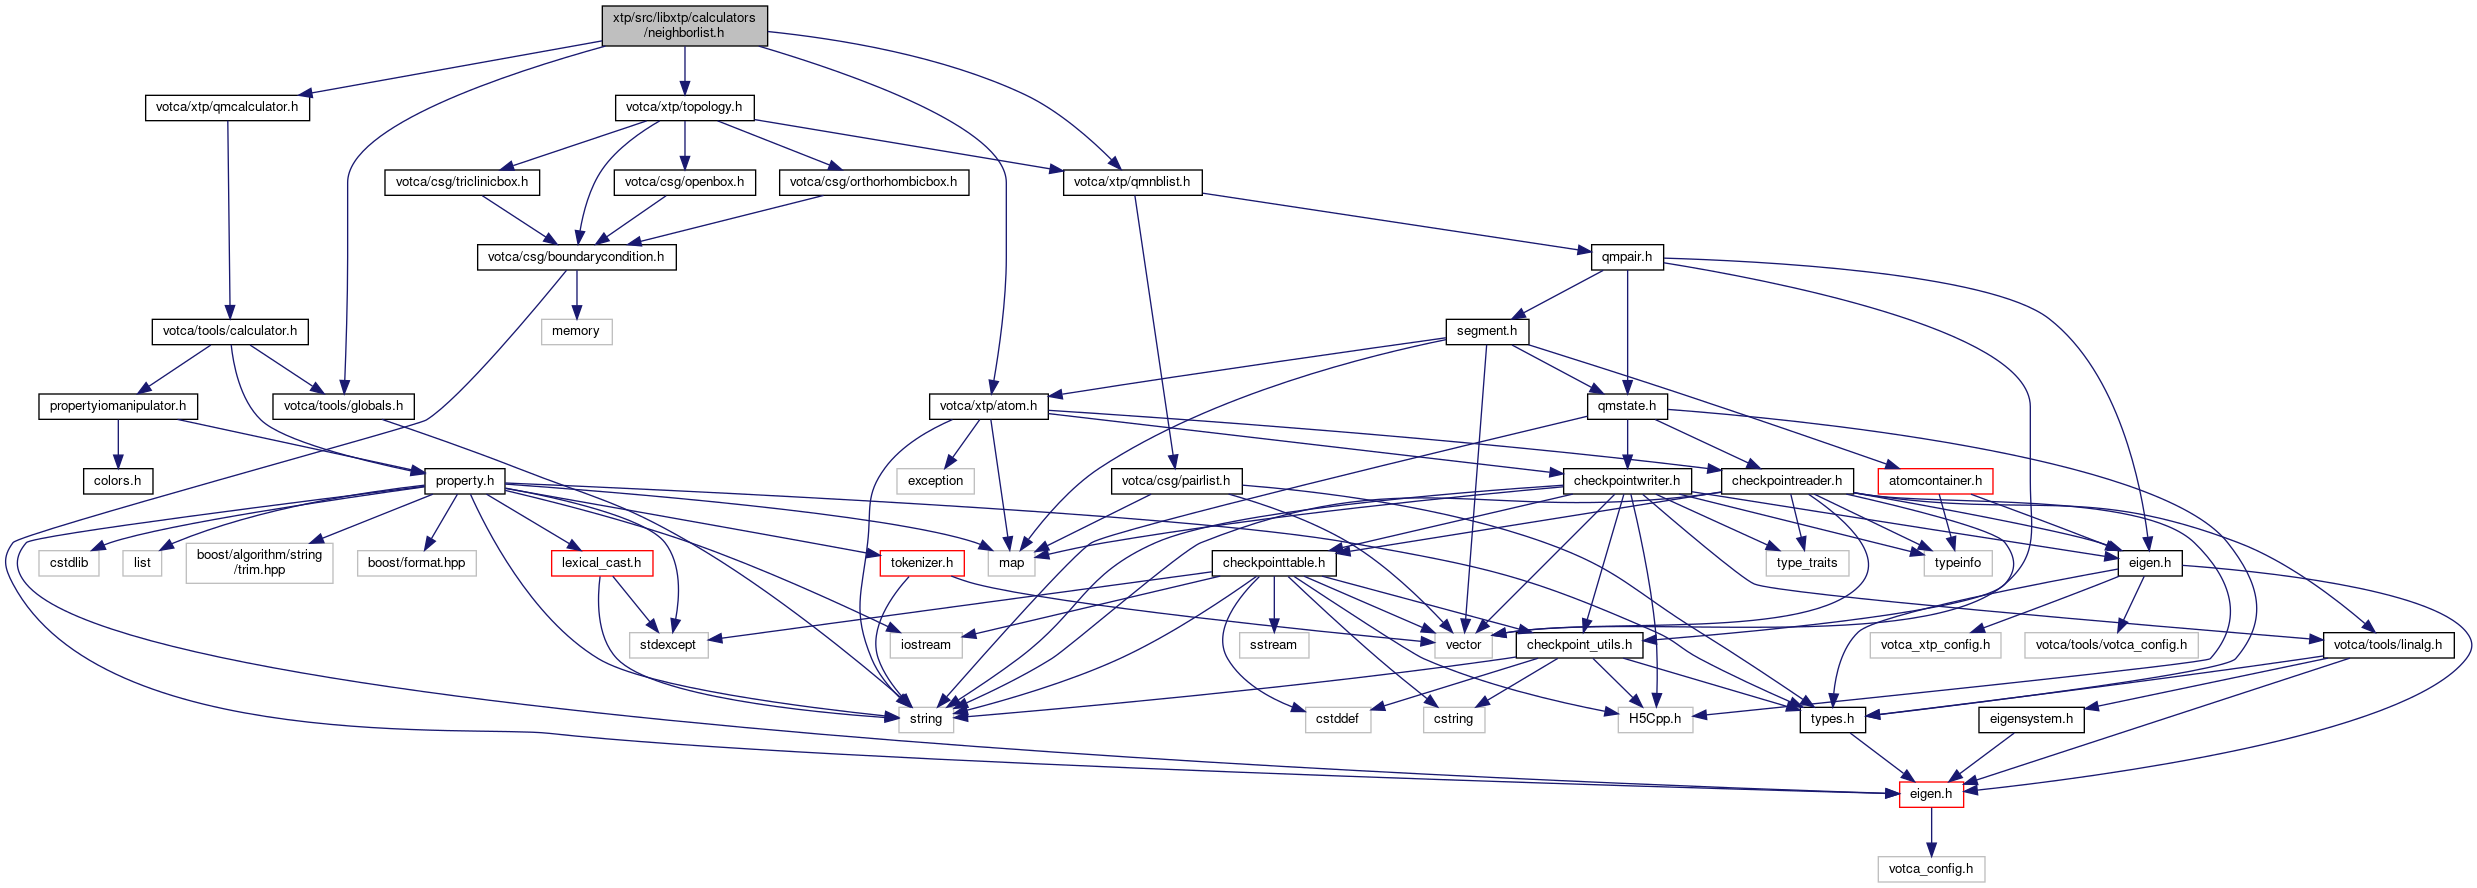 xtp/src/libxtp/calculators
/neighborlist.h
votca/xtp/qmcalculator.h
votca/xtp/topology.h
votca/csg/triclinicbox.h
votca/csg/openbox.h
votca/csg/orthorhombicbox.h
votca/xtp/qmnblist.h
votca/csg/boundarycondition.h
qmpair.h
votca/tools/calculator.h
memory
segment.h
propertyiomanipulator.h
votca/tools/globals.h
votca/xtp/atom.h
qmstate.h
colors.h
property.h
exception
votca/csg/pairlist.h
checkpointwriter.h
checkpointreader.h
atomcontainer.h
cstdlib
list
boost/algorithm/string
/trim.hpp
boost/format.hpp
lexical_cast.h
tokenizer.h
map
checkpointtable.h
type_traits
typeinfo
eigen.h
stdexcept
iostream
sstream
vector
checkpoint_utils.h
votca_xtp_config.h
votca/tools/votca_config.h
votca/tools/linalg.h
string
cstddef
cstring
H5Cpp.h
types.h
eigensystem.h
eigen.h
votca_config.h